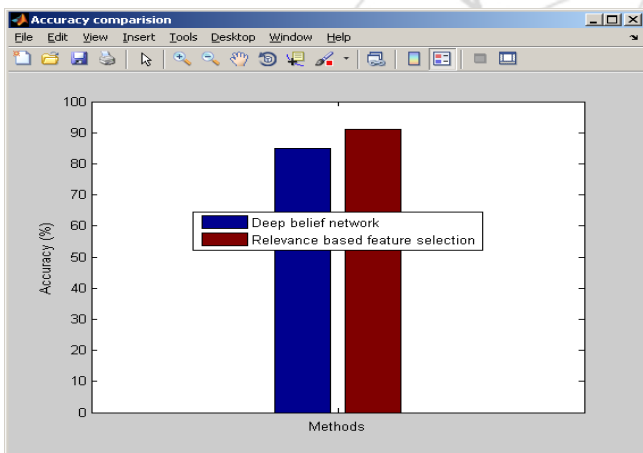 Accuracy comparision
File Edit View Insert Tools Desktop Window Help
100
90
80
70
60
50
40
30
20
10
0
Accuracy (%)
Deep belief network
Relevance based feature selection
Methods